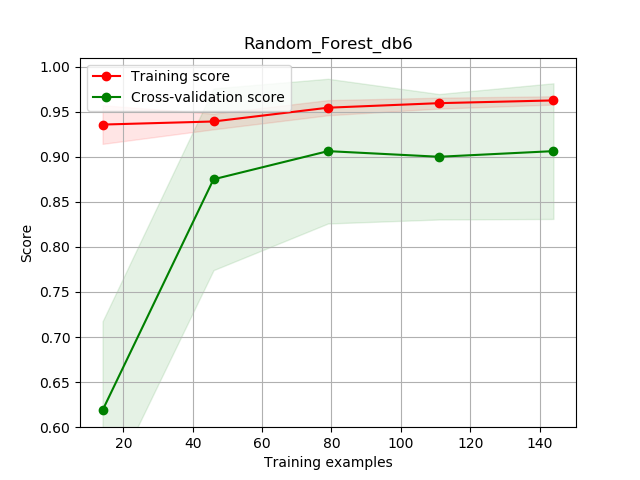 Random_Forest_db6
Training score
Cross-validation score
1.00
0.95
0.90
0.85
0.80
0.75
0.70
0.65
0.60
Score
20 40 60 80 100 120 140
Training examples